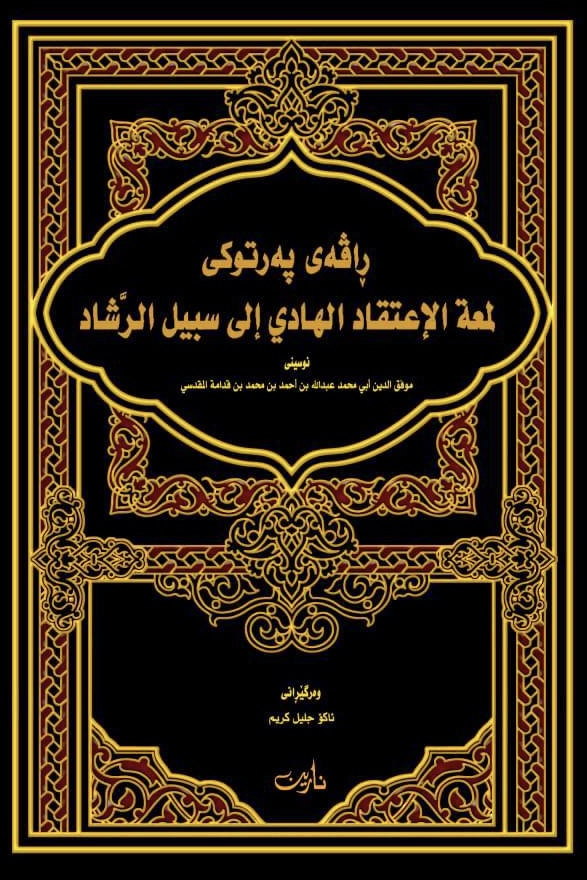 ڕاڤەی پەرتوکی
لمعة الإعتقاد الهادي إلى سبيل الرَّشاد
نوسینی
موفق الدين أبي محمد عبدالله بن أحمد بن محمد بن قدامة المقدسي
وەرگێڕانی
ئاکۆ جلیل کریم
نارین